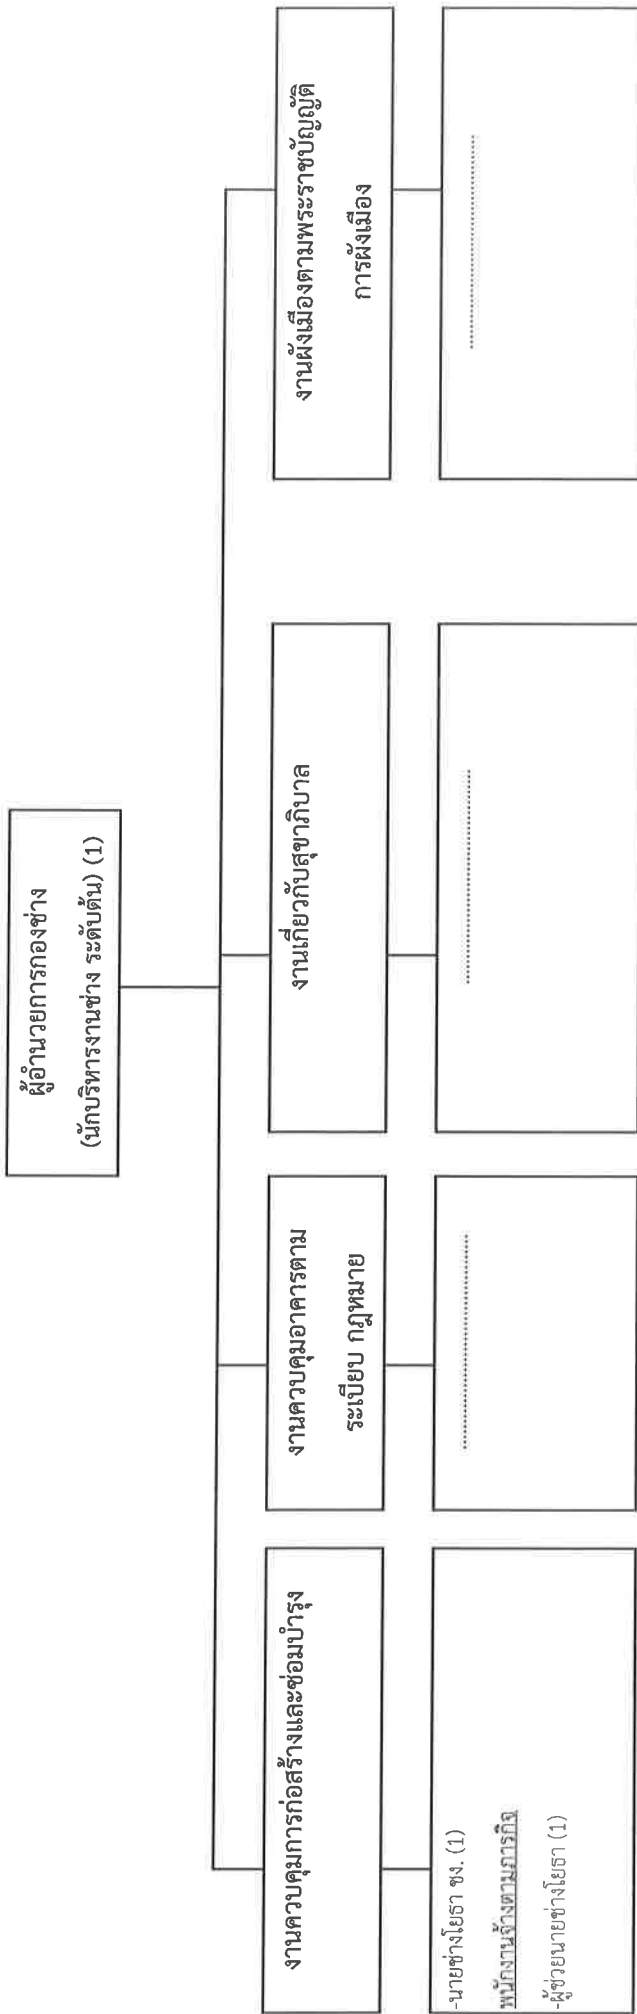 ผู้อำนวยการกองช่าง
(นักบริหารงานช่าง ระดับต้น) (1)
งานควบคุมการก่อสร้างและซ่อมบำรุง
งานควบคุมอาคารตาม
ระเบียบ กฎหมาย
งานเกี่ยวกับสุขาภิบาล
งานผังเมืองตามพระราชบัญญัติ
การผังเมือง
-นายช่างโยธา ชง. (1)
พนักงานจ้างตามภารกิจ
-ผู้ช่วยนายช่างโยธา (1)